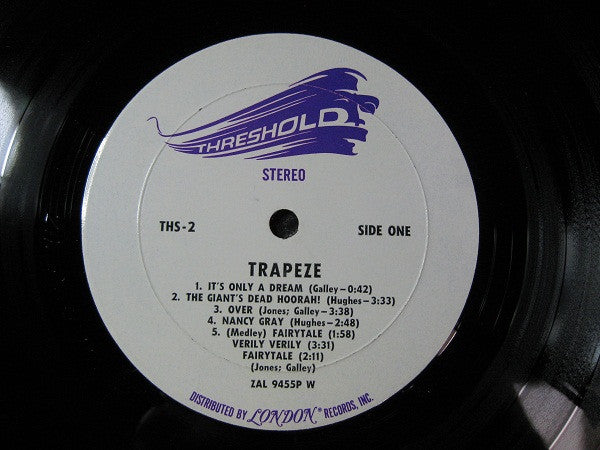 THRESHOLD
STEREO
THS-2 SIDE ONE
TRAPEZE
1. IT'S ONLY A DREAM (Galley—0:42)
2. THE GIANT'S DEAD HOORAH! (Hughes—3:33)
3. OVER (Jones; Galley—3:38)
4. NANCY GRAY (Hughes—2:48)
5. (Medley) FAIRYTALE (1:58)
VERILY VERILY (3:31)
FAIRYTALE (2:11)
(Jones; Galley)
ZAL 9455P W
DISTRIBUTED BY LONDON® RECORDS, INC.